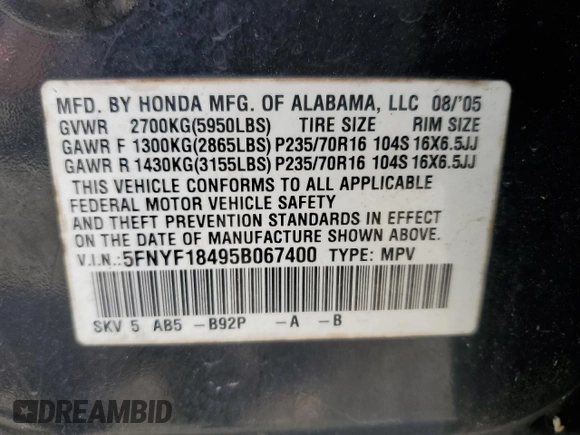 MFD. BY HONDA MFG. OF ALABAMA, LLC 08/'05
GVWR 2700KG(5950LBS) TIRE SIZE RIM SIZE
GAWR F 1300KG(2865LBS) P235/70R16 104S 16X6.5JJ
GAWR R 1430KG(3155LBS) P235/70R16 104S 16X6.5JJ
THIS VEHICLE CONFORMS TO ALL APPLICABLE
FEDERAL MOTOR VEHICLE SAFETY
AND THEFT PREVENTION STANDARDS IN EFFECT
ON THE DATE OF MANUFACTURE SHOWN ABOVE.
V.I.N.:5FNYF18495B067400 TYPE: MPV
SKV 5 AB5 -B92P -A -B
DREAMBID